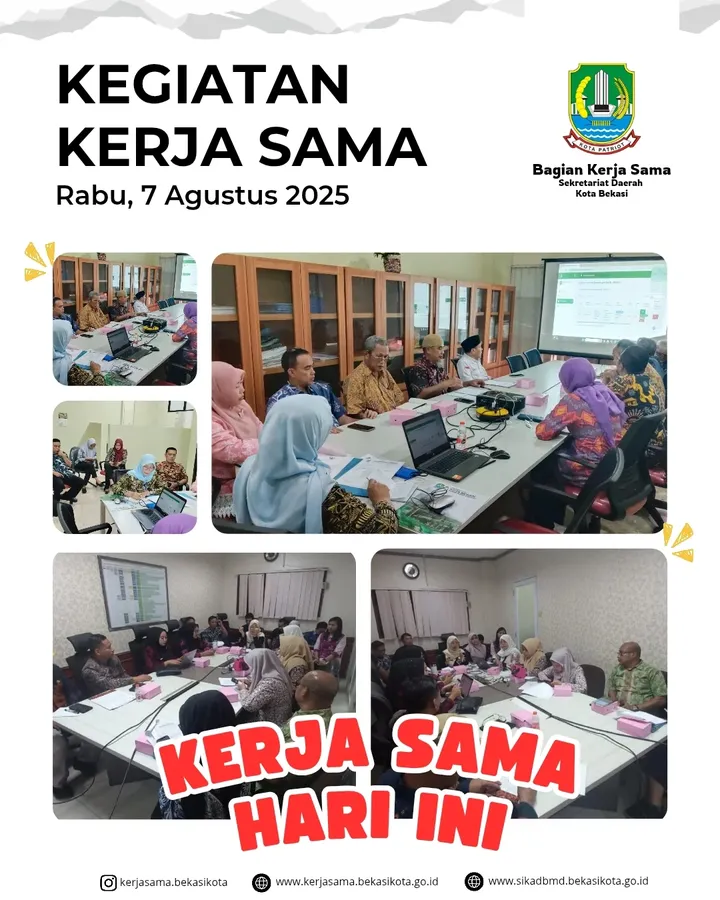 KEGIATAN
KERJA SAMA
Rabu, 7 Agustus 2025
KOTA PATRIOT
Bagian Kerja Sama
Sekretariat Daerah
Kota Bekasi
KERJA SAMA
HARI INI
kerjasama.bekasikota
www.kerjasama.bekasikota.go.id
www.sikadbmd.bekasikota.go.id